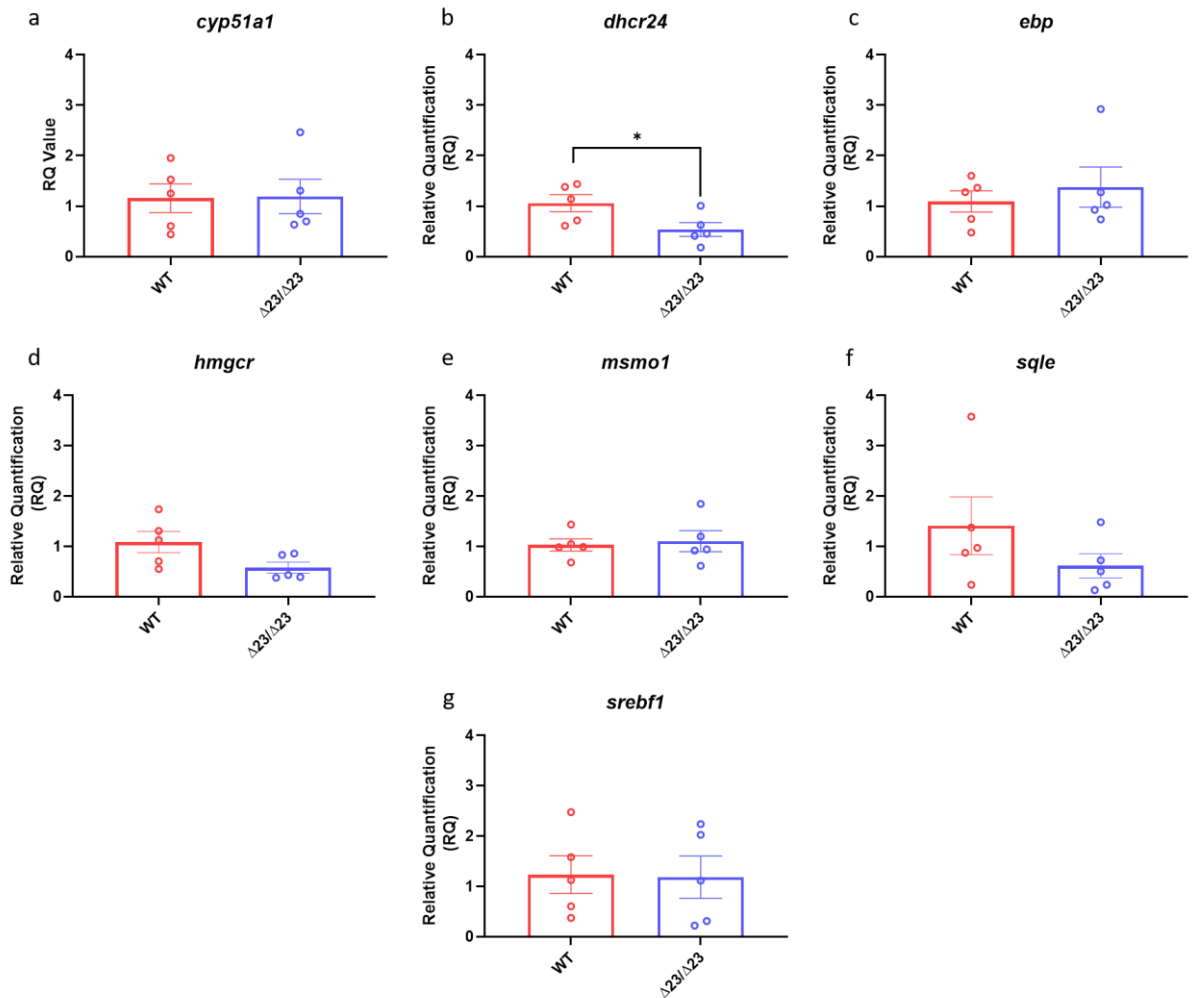 a
cyp51a1
RQ Value
4
3
2
1
0
WT
Δ23/Δ23
b
dhcr24
Relative Quantification
(RQ)
4
3
2
1
0
*
WT
Δ23/Δ23
c
ebp
Relative Quantification
(RQ)
4
3
2
1
0
WT
Δ23/Δ23
d
hmgcr
Relative Quantification
(RQ)
4
3
2
1
0
WT
Δ23/Δ23
e
msmo1
Relative Quantification
(RQ)
4
3
2
1
0
WT
Δ23/Δ23
f
sqle
Relative Quantification
(RQ)
4
3
2
1
0
WT
Δ23/Δ23
g
srebf1
Relative Quantification
(RQ)
4
3
2
1
0
WT
Δ23/Δ23